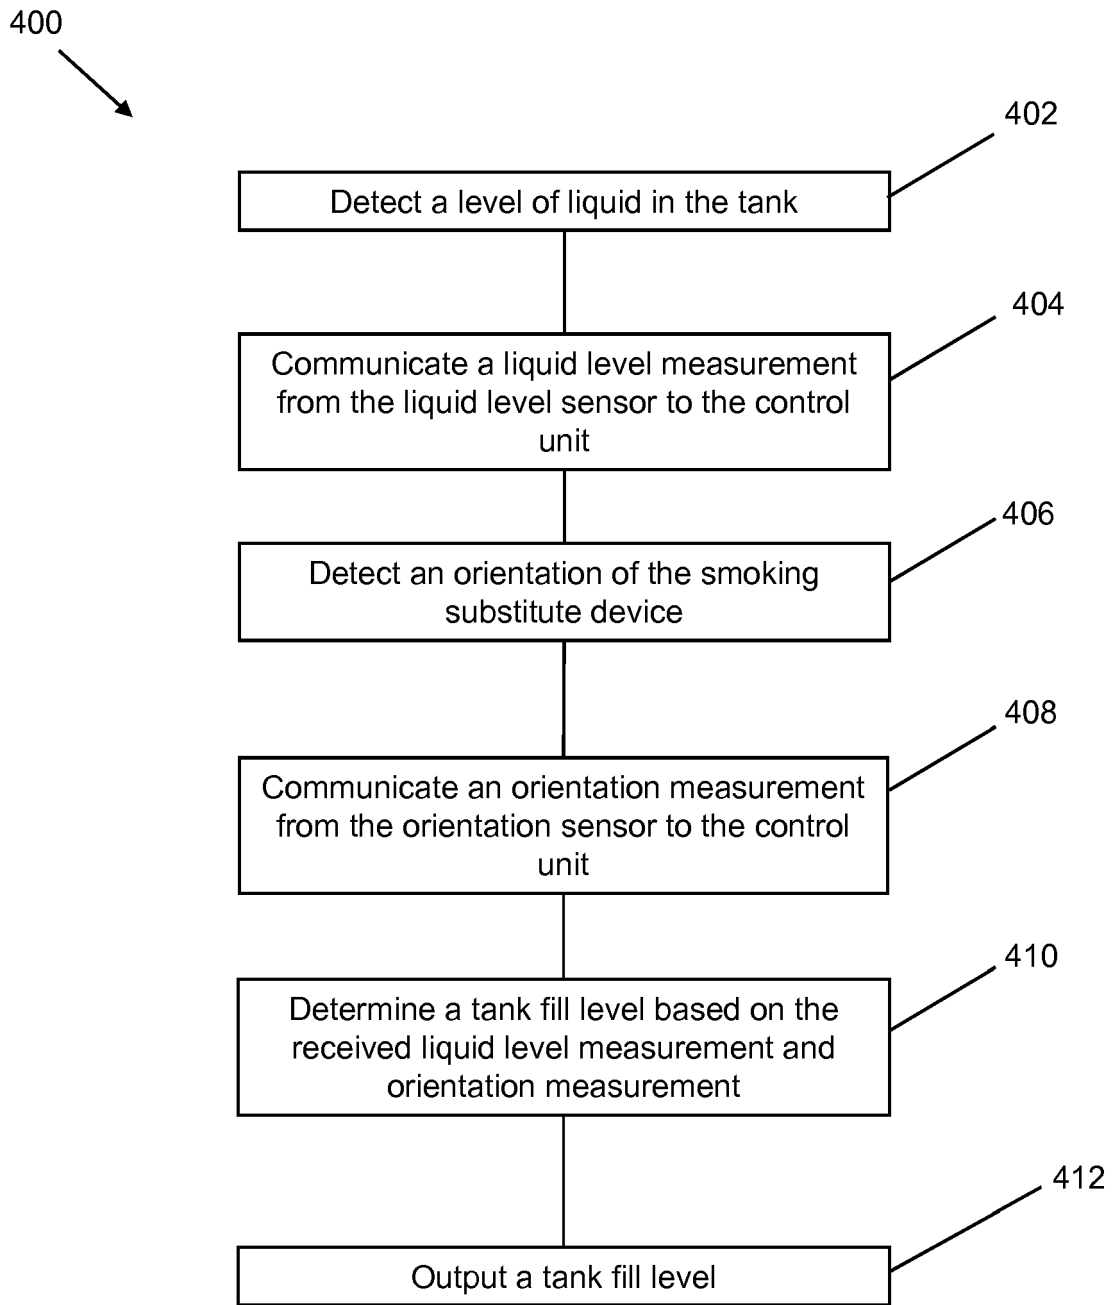 400
402
Detect a level of liquid in the tank
404
Communicate a liquid level measurement
from the liquid level sensor to the control
unit
406
Detect an orientation of the smoking
substitute device
408
Communicate an orientation measurement
from the orientation sensor to the control
unit
410
Determine a tank fill level based on the
received liquid level measurement and
orientation measurement
412
Output a tank fill level